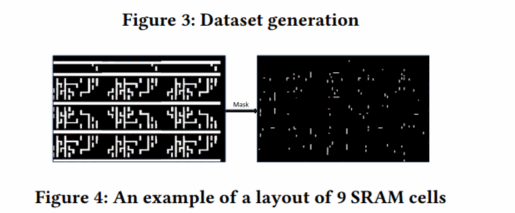 Figure 3: Dataset generation
Mask
Figure 4: An example of a layout of 9 SRAM cells